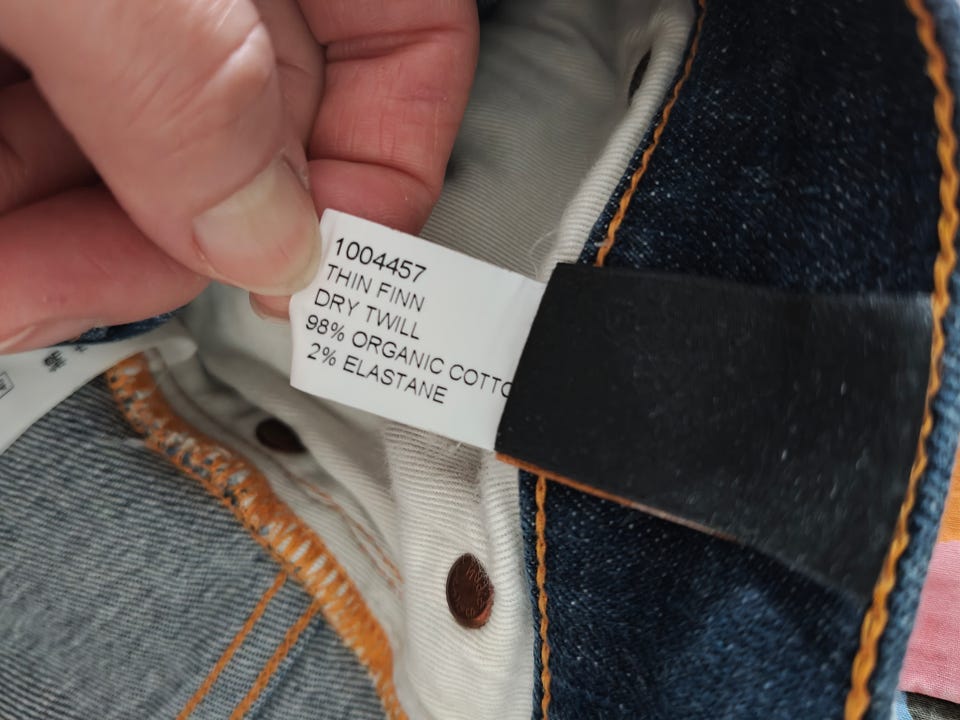 1004457
THIN FINN
DRY TWILL
98% ORGANIC COTTO
2% ELASTANE